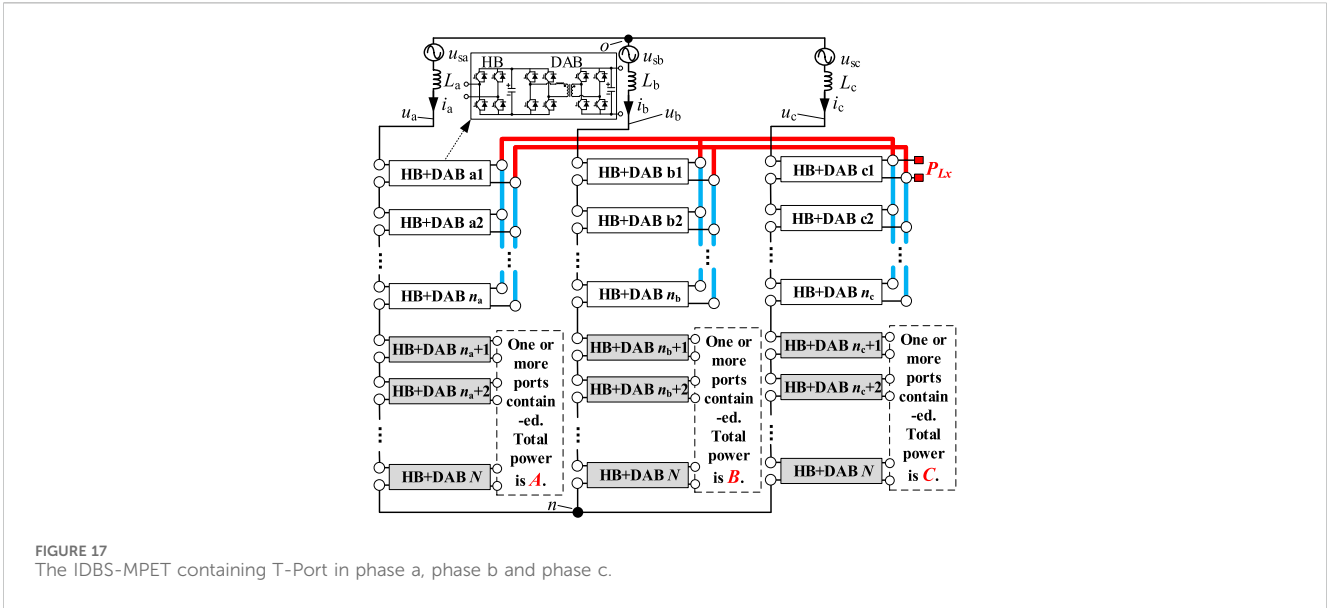 o
u_sa
HB
DAB
u_sb
u_sc
L_a
L_b
L_c
i_a
i_b
i_c
u_a
u_b
u_c
HB+DAB a1
HB+DAB b1
HB+DAB c1
P_Lx
HB+DAB a2
HB+DAB b2
HB+DAB c2
HB+DAB n_a
HB+DAB n_b
HB+DAB n_c
HB+DAB n_a+1
HB+DAB n_a+2
HB+DAB N
One or
more
ports
contain
-ed.
Total
power
is A.
HB+DAB n_b+1
HB+DAB n_b+2
HB+DAB N
One or
more
ports
contain
-ed.
Total
power
is B.
HB+DAB n_c+1
HB+DAB n_c+2
HB+DAB N
One or
more
ports
contain
-ed.
Total
power
is C.
n
FIGURE 17
The IDBS-MPET containing T-Port in phase a, phase b and phase c.